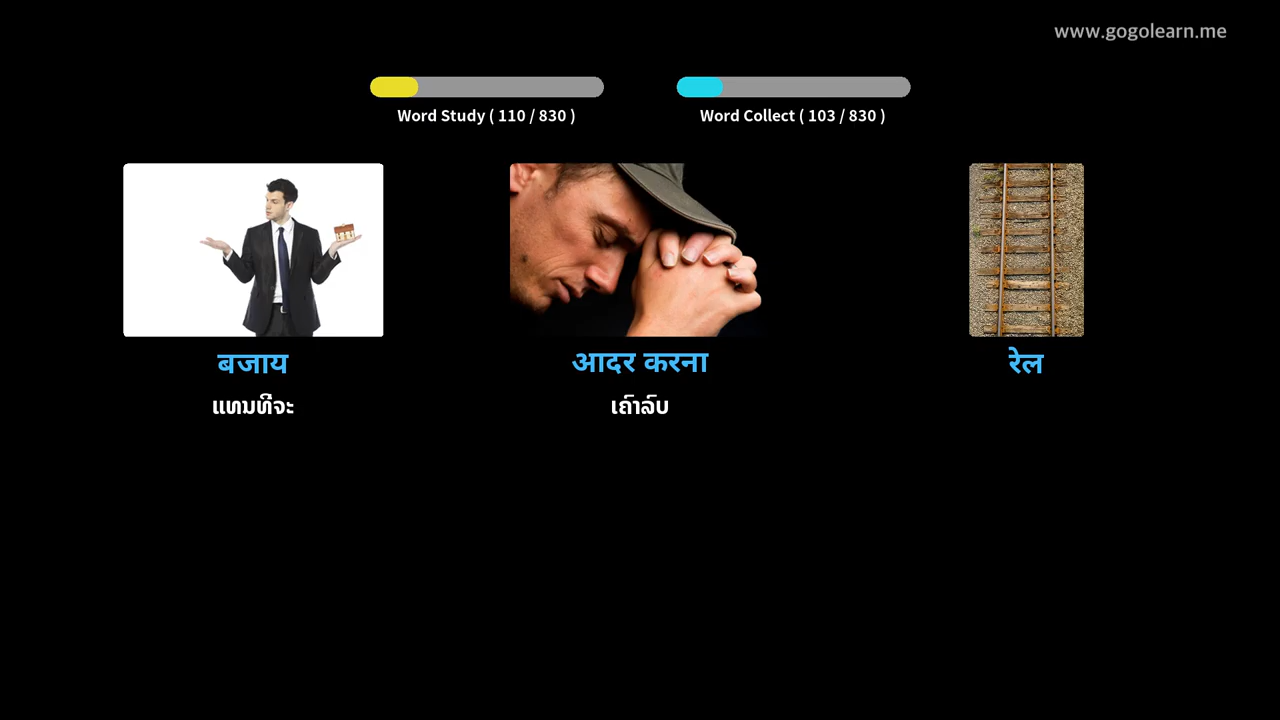 www.gogolearn.me
Word Study ( 110 / 830 )
Word Collect ( 103 / 830 )
बजाय
आदर करना
रेल
ແທນທີ່ຈະ
ເຄົາລົບ